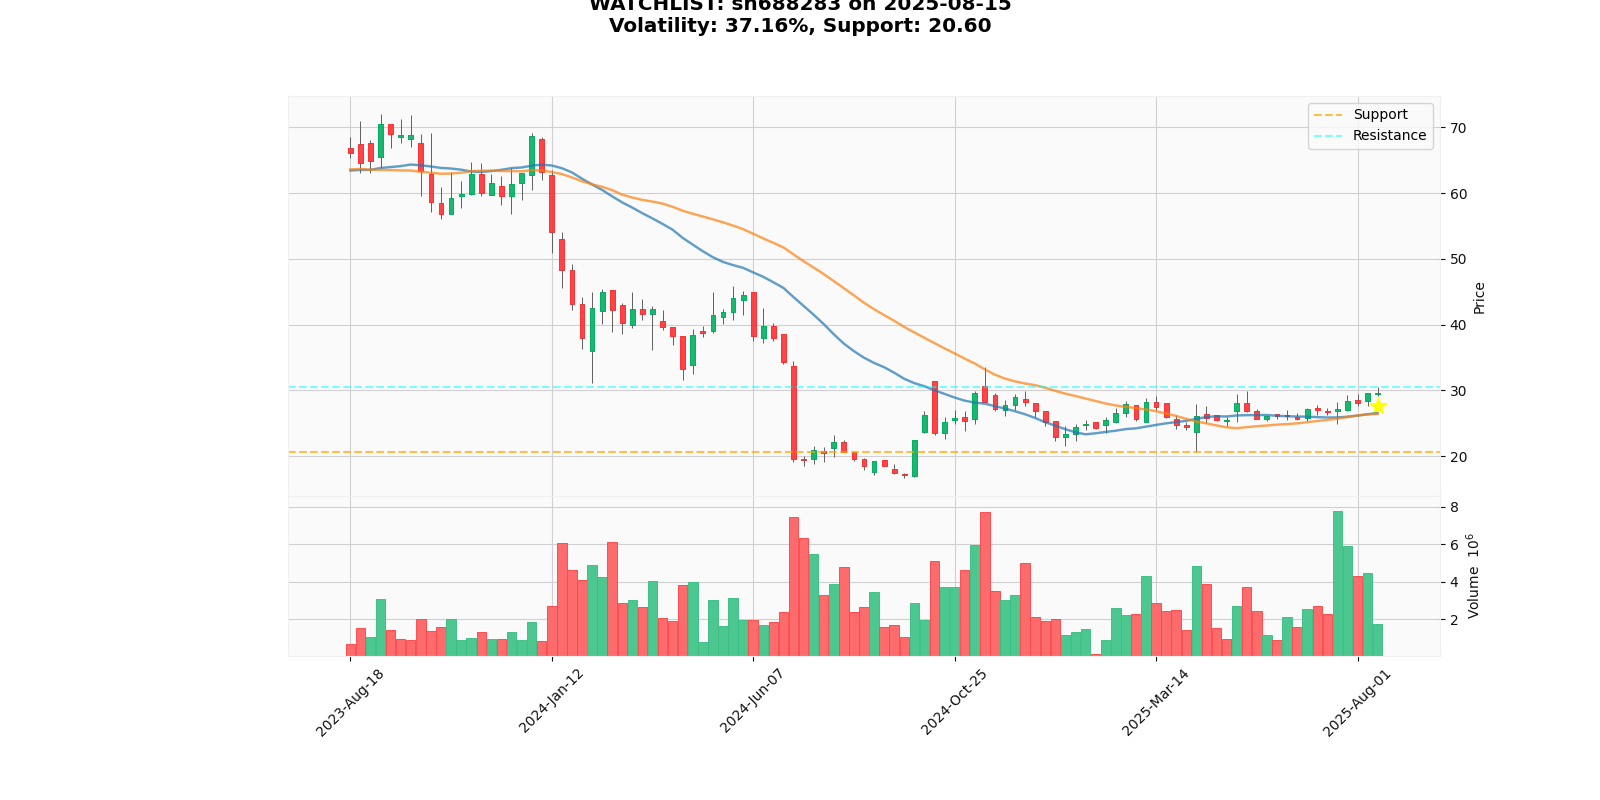 WATCHLIST: sh688283 on 2025-08-15
Volatility: 37.16%, Support: 20.60
Support
Resistance
70
60
50
40
30
20
Price
8
6
4
2
Volume 10^6
2023-Aug-18
2024-Jan-12
2024-Jun-07
2024-Oct-25
2025-Mar-14
2025-Aug-01